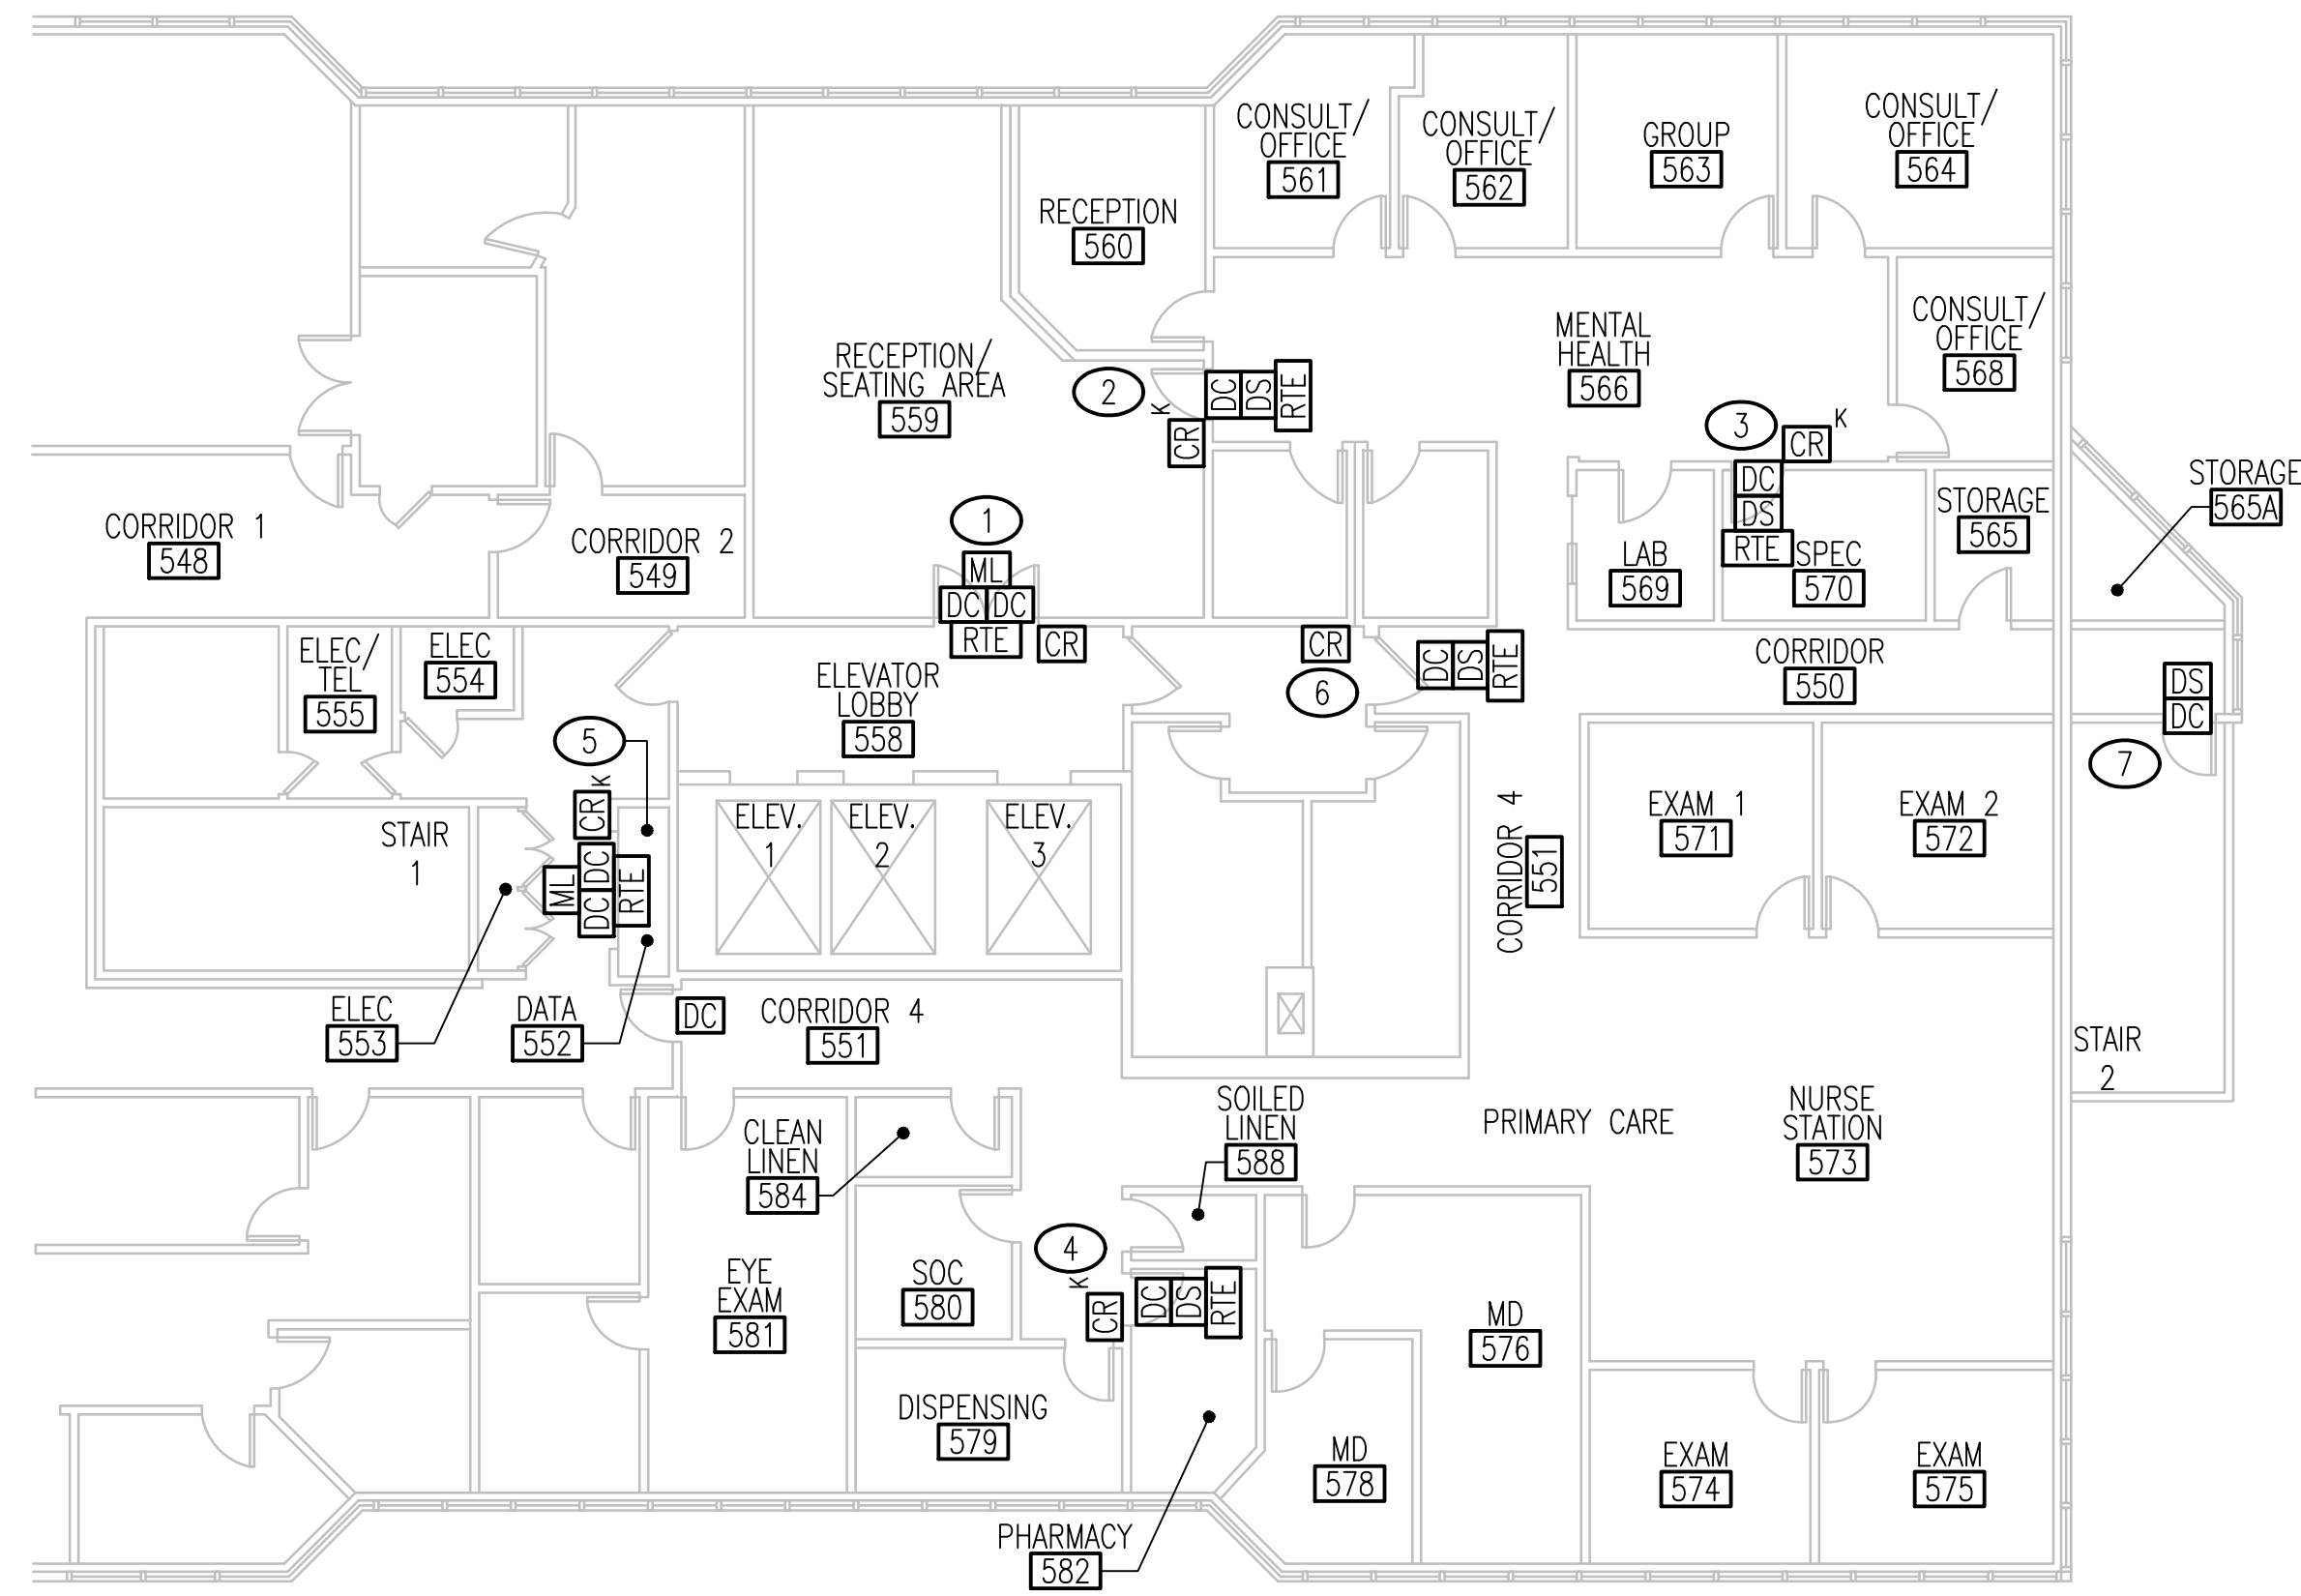 CONSULT/
OFFICE
561
CONSULT/
OFFICE
562
GROUP
563
CONSULT/
OFFICE
564
RECEPTION
560
CONSULT/
OFFICE
568
MENTAL
HEALTH
566
RECEPTION/
SEATING AREA
559
2
DC
DS
RTE
K
CR
3
CR
K
DC
DS
RTE
STORAGE
565A
STORAGE
565
LAB
569
SPEC
570
CORRIDOR 1
548
CORRIDOR 2
549
1
ML
DC
DC
RTE
CR
CR
6
DC
DS
RTE
CORRIDOR
550
DS
DC
7
ELEC/
TEL
555
ELEC
554
ELEVATOR
LOBBY
558
5
K
CR
DC
DC
ML
RTE
STAIR
1
ELEV.
1
ELEV.
2
ELEV.
3
CORRIDOR 4
551
EXAM 1
571
EXAM 2
572
ELEC
553
DATA
552
DC
CORRIDOR 4
551
STAIR
2
CLEAN
LINEN
584
SOILED
LINEN
588
PRIMARY CARE
NURSE
STATION
573
4
K
CR
DC
DS
RTE
EYE
EXAM
581
SOC
580
MD
576
DISPENSING
579
MD
578
EXAM
574
EXAM
575
PHARMACY
582